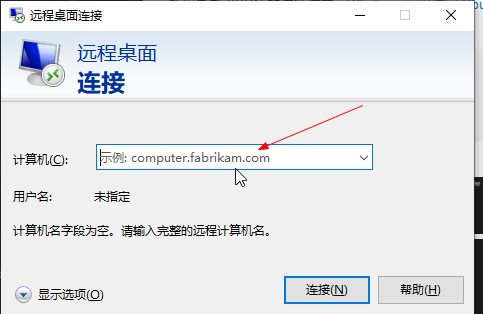 远程桌面连接
远程桌面
连接
计算机(C):
示例: computer.fabrikam.com
用户名:
未指定
计算机名字段为空。请输入完整的远程计算机名。
显示选项(O)
连接(N)
帮助(H)